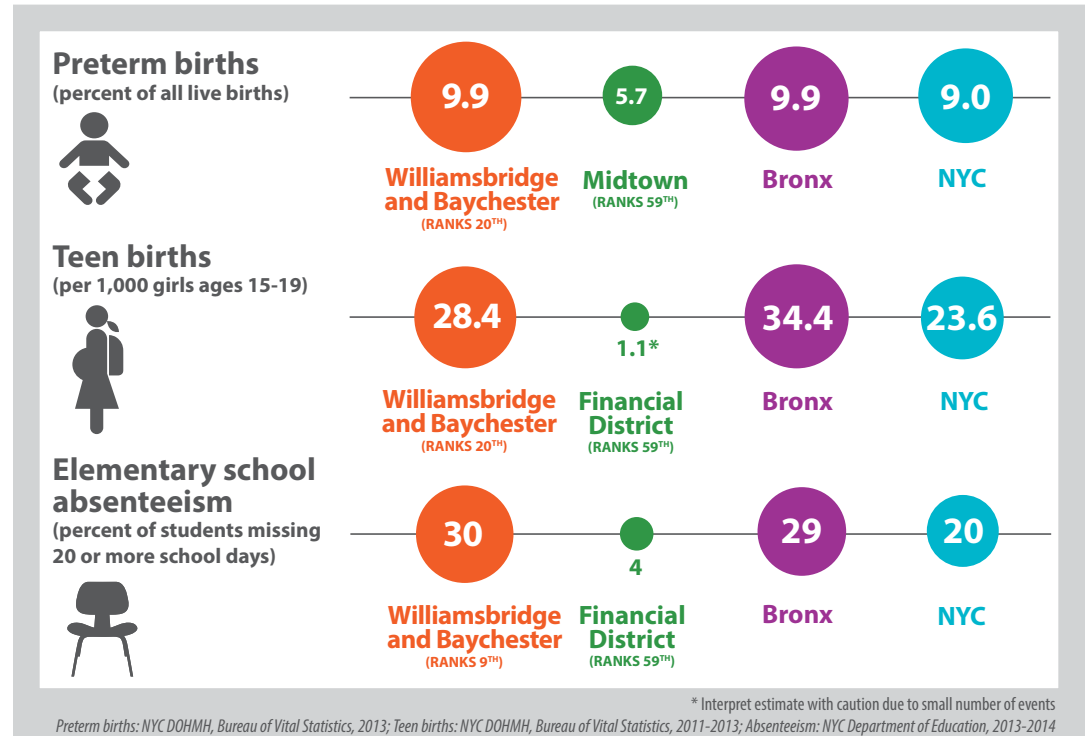 Preterm births
(percent of all live births)
9.9
5.7
9.9
9.0
Williamsbridge
and Baychester
(RANKS 20TH)
Midtown
(RANKS 59TH)
Bronx
NYC
Teen births
(per 1,000 girls ages 15-19)
28.4
1.1*
34.4
23.6
Williamsbridge
and Baychester
(RANKS 20TH)
Financial
District
(RANKS 59TH)
Bronx
NYC
Elementary school
absenteeism
(percent of students missing
20 or more school days)
30
4
29
20
Williamsbridge
and Baychester
(RANKS 9TH)
Financial
District
(RANKS 59TH)
Bronx
NYC
* Interpret estimate with caution due to small number of events
Preterm births: NYC DOHMH, Bureau of Vital Statistics, 2013; Teen births: NYC DOHMH, Bureau of Vital Statistics, 2011-2013; Absenteeism: NYC Department of Education, 2013-2014